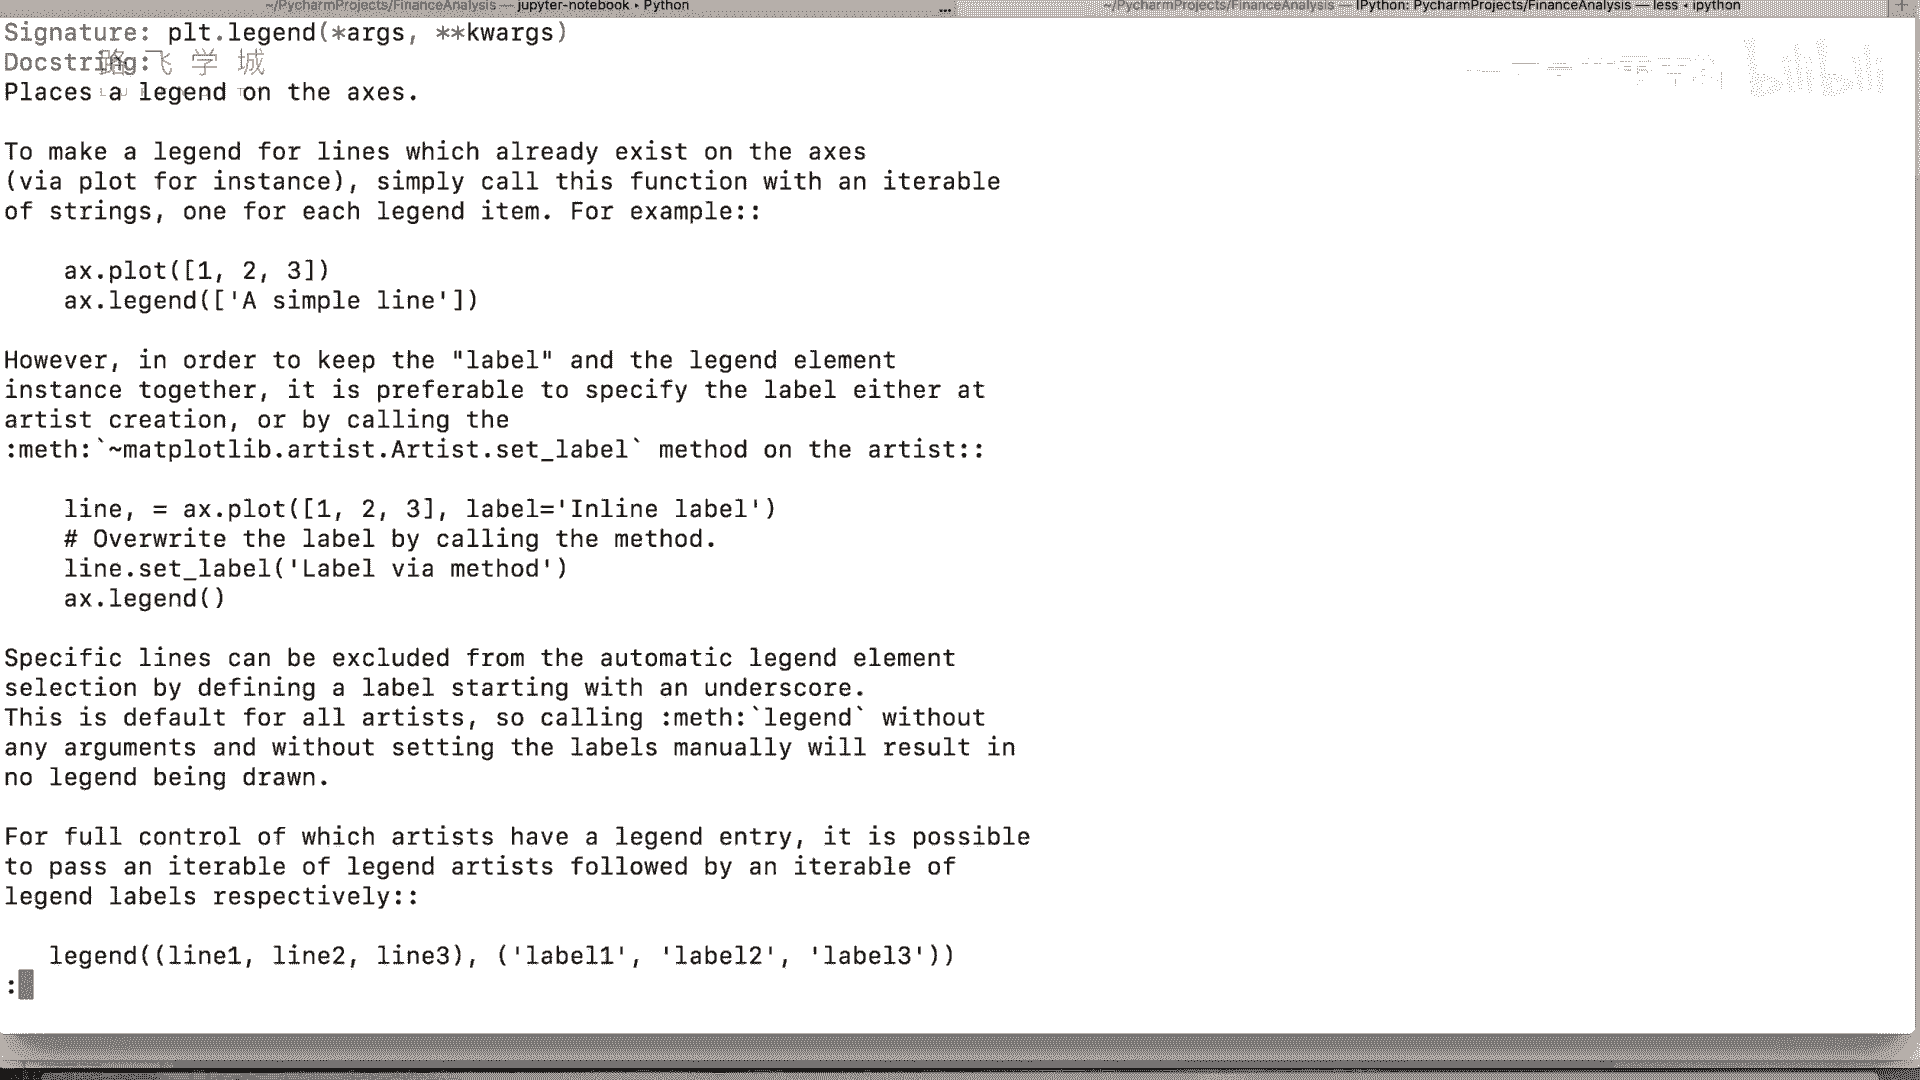 ~/PycharmProjects/FinanceAnalysis — jupyter-notebook • Python
... ~/PycharmProjects/FinanceAnalysis — IPython: PycharmProjects/FinanceAnalysis — less • ipython +
Signature: plt.legend(*args, **kwargs)
路飞学城
Docstring:
bilibili
Places a legend on the axes.
To make a legend for lines which already exist on the axes
(via plot for instance), simply call this function with an iterable
of strings, one for each legend item. For example::
ax.plot([1, 2, 3])
ax.legend(['A simple line'])
However, in order to keep the "label" and the legend element
instance together, it is preferable to specify the label either at
artist creation, or by calling the
:meth:`~matplotlib.artist.Artist.set_label` method on the artist::
line, = ax.plot([1, 2, 3], label='Inline label')
# Overwrite the label by calling the method.
line.set_label('Label via method')
ax.legend()
Specific lines can be excluded from the automatic legend element
selection by defining a label starting with an underscore.
This is default for all artists, so calling :meth:`legend` without
any arguments and without setting the labels manually will result in
no legend being drawn.
For full control of which artists have a legend entry, it is possible
to pass an iterable of legend artists followed by an iterable of
legend labels respectively::
legend((line1, line2, line3), ('label1', 'label2', 'label3'))
: